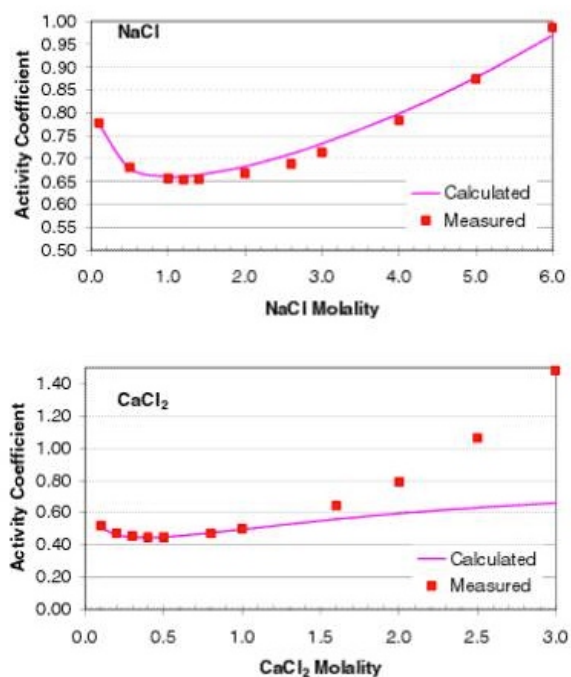 NaCl
Activity Coefficient
1.00
0.95
0.90
0.85
0.80
0.75
0.70
0.65
0.60
0.55
0.50
Calculated
Measured
0.0 1.0 2.0 3.0 4.0 5.0 6.0
NaCl Molality
CaCl₂
Activity Coefficient
1.40
1.20
1.00
0.80
0.60
0.40
0.20
0.00
Calculated
Measured
0.0 0.5 1.0 1.5 2.0 2.5 3.0
CaCl₂ Molality